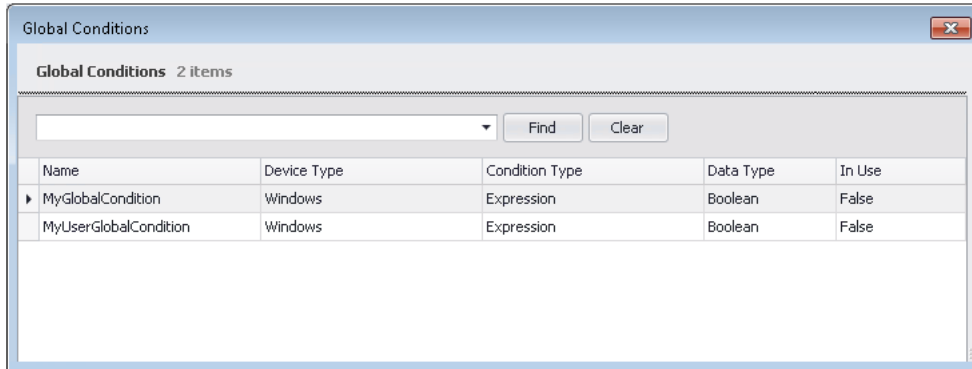 Global Conditions
Global Conditions 2 items
Find Clear
Name Device Type Condition Type Data Type In Use
MyGlobalCondition Windows Expression Boolean False
MyUserGlobalCondition Windows Expression Boolean False